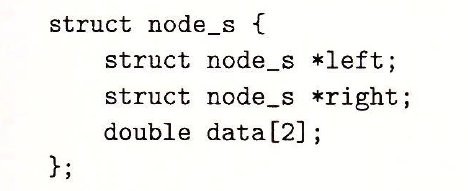 struct node_s {
    struct node_s *left;
    struct node_s *right;
    double data[2];
};